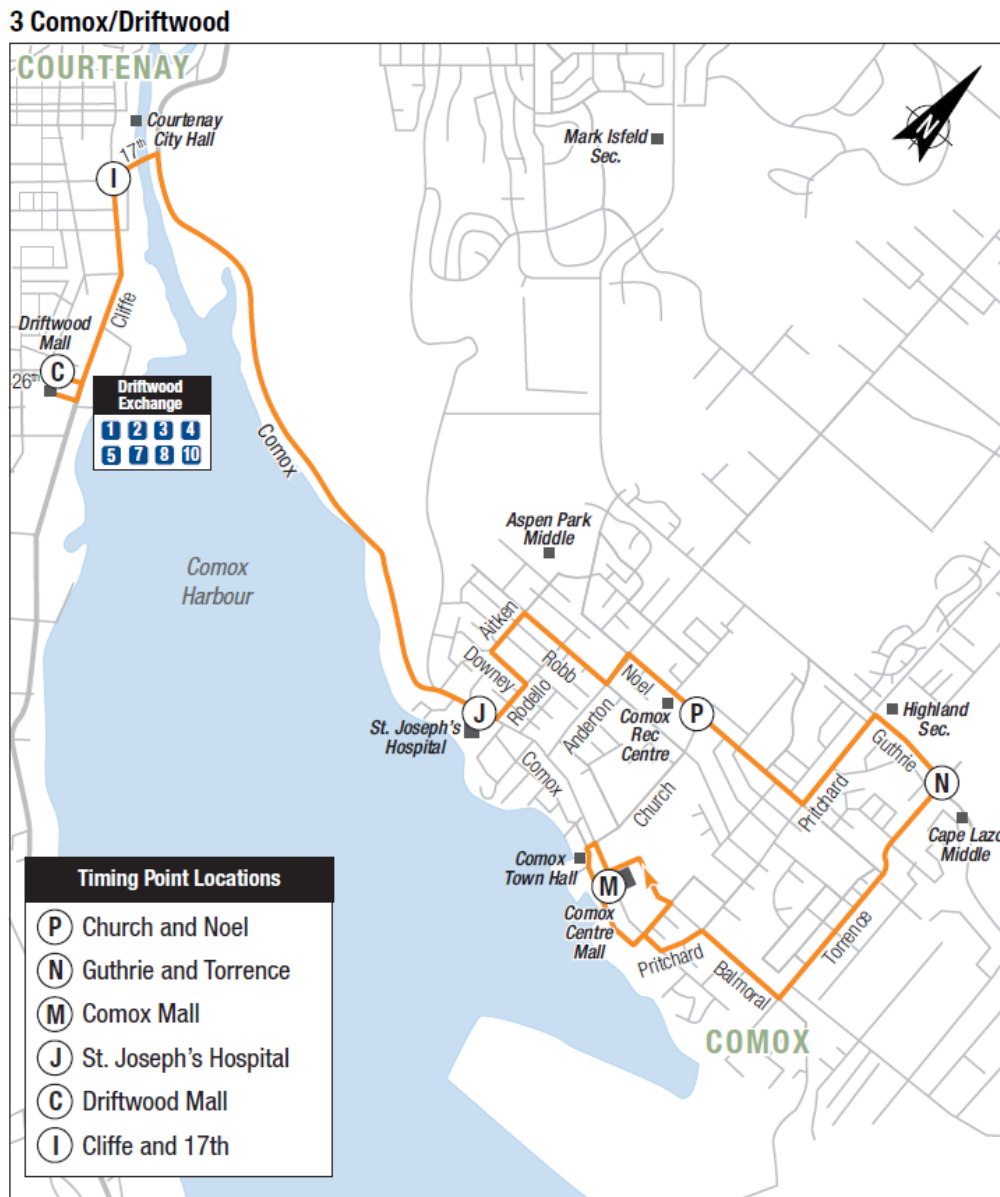 3 Comox/Driftwood
COURTENAY
Courtenay
City Hall
17th
I
Mark Isfeld
Sec.
N
Cliffe
Driftwood
Mall
C
26th
Driftwood
Exchange
1 2 3 4
5 7 8 10
Comox
Comox
Harbour
Aspen Park
Middle
Aitken
Downey
Robb
Noel
Rodello
J
St. Joseph's
Hospital
Anderton
Comox
Rec
Centre
P
Highland
Sec.
Guthrie
N
Pritchard
Cape Lazo
Middle
Comox
Church
Comox
Town Hall
M
Comox
Centre
Mall
Pritchard
Balmoral
Torrence
COMOX
Timing Point Locations
P Church and Noel
N Guthrie and Torrence
M Comox Mall
J St. Joseph's Hospital
C Driftwood Mall
I Cliffe and 17th